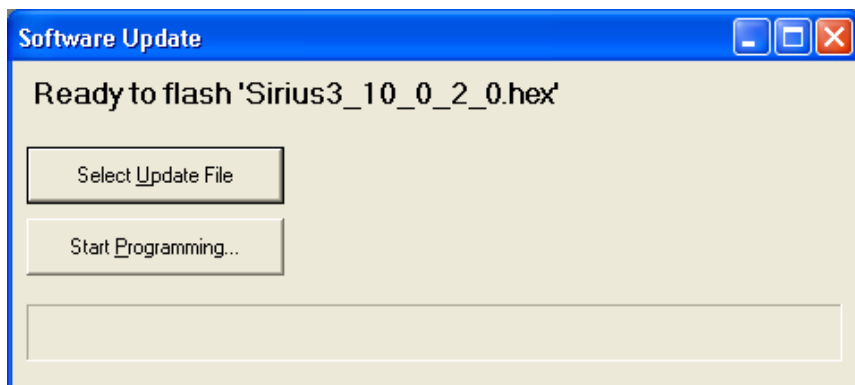 Software Update
Ready to flash 'Sirius3_10_0_2_0.hex'
Select Update File
Start Programming...